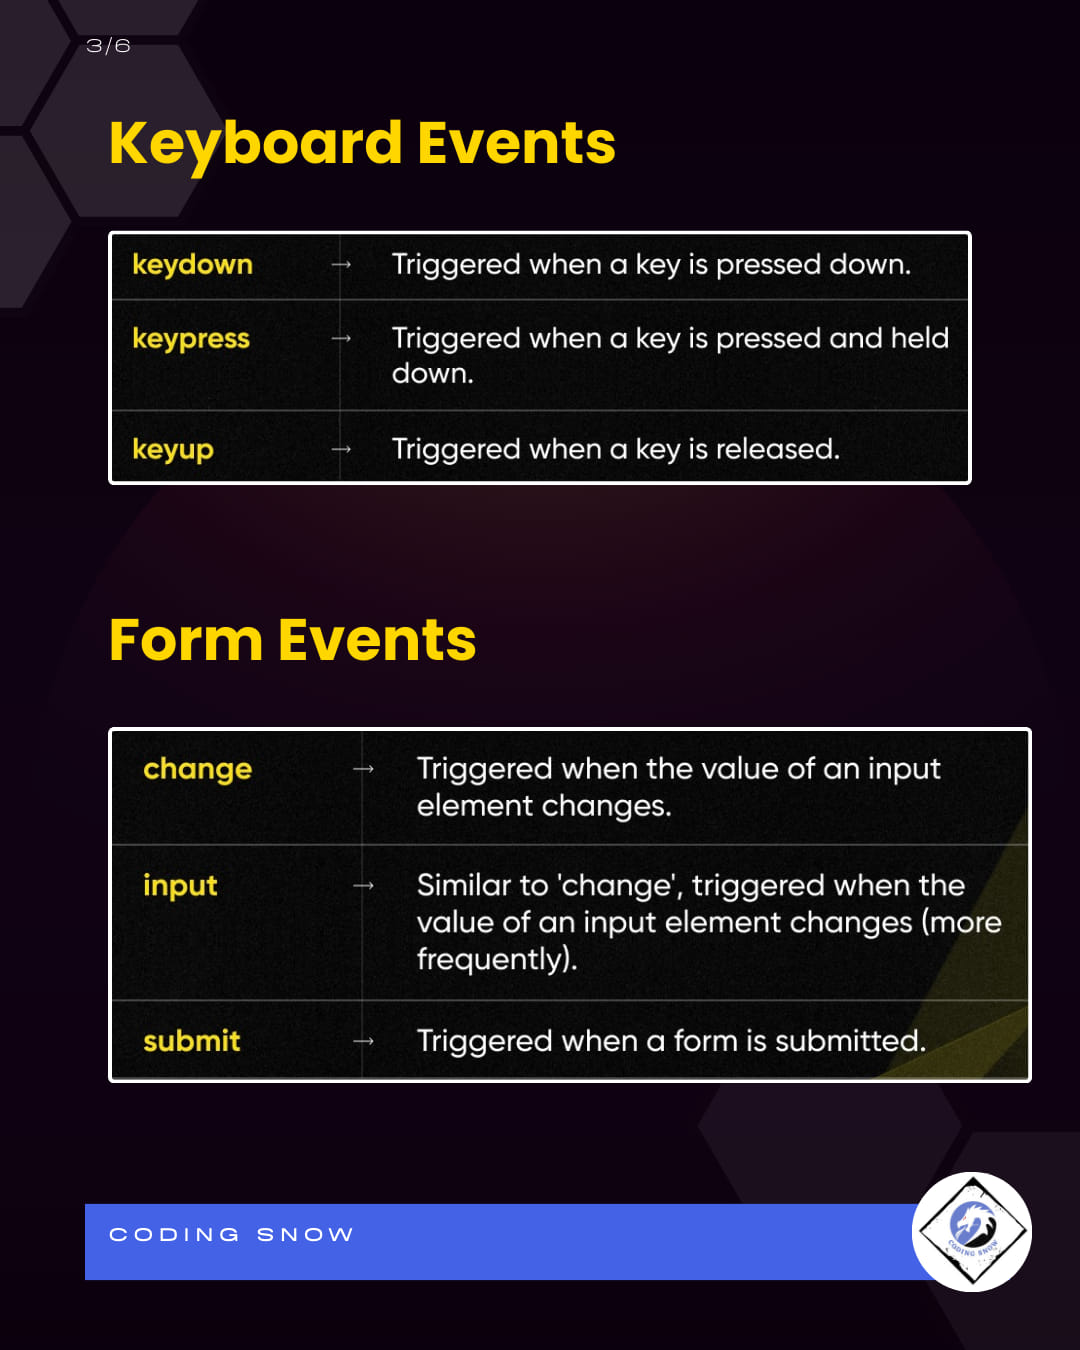 3/6
Keyboard Events
keydown → Triggered when a key is pressed down.
keypress → Triggered when a key is pressed and held
down.
keyup → Triggered when a key is released.
Form Events
change → Triggered when the value of an input
element changes.
input → Similar to 'change', triggered when the
value of an input element changes (more
frequently).
submit → Triggered when a form is submitted.
CODING SNOW
CODING SNOW